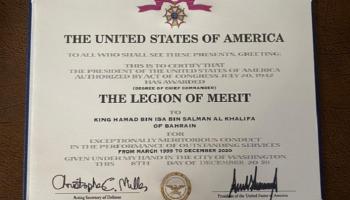 THE UNITED STATES OF AMERICA
TO ALL WHO SHALL SEE THESE PRESENTS, GREETING:
THIS IS TO CERTIFY THAT
THE PRESIDENT OF THE UNITED STATES OF AMERICA
AUTHORIZED BY ACT OF CONGRESS JULY 20, 1942
HAS AWARDED
(DEGREE OF CHIEF COMMANDER)
THE LEGION OF MERIT
TO
KING HAMAD BIN ISA BIN SALMAN AL KHALIFA
OF BAHRAIN
FOR
EXCEPTIONALLY MERITORIOUS CONDUCT
IN THE PERFORMANCE OF OUTSTANDING SERVICES
FROM MARCH 1999 TO DECEMBER 2020
GIVEN UNDER MY HAND IN THE CITY OF WASHINGTON
THIS 8TH DAY OF DECEMBER 2020
Acting Secretary of Defense
President of the United States of America